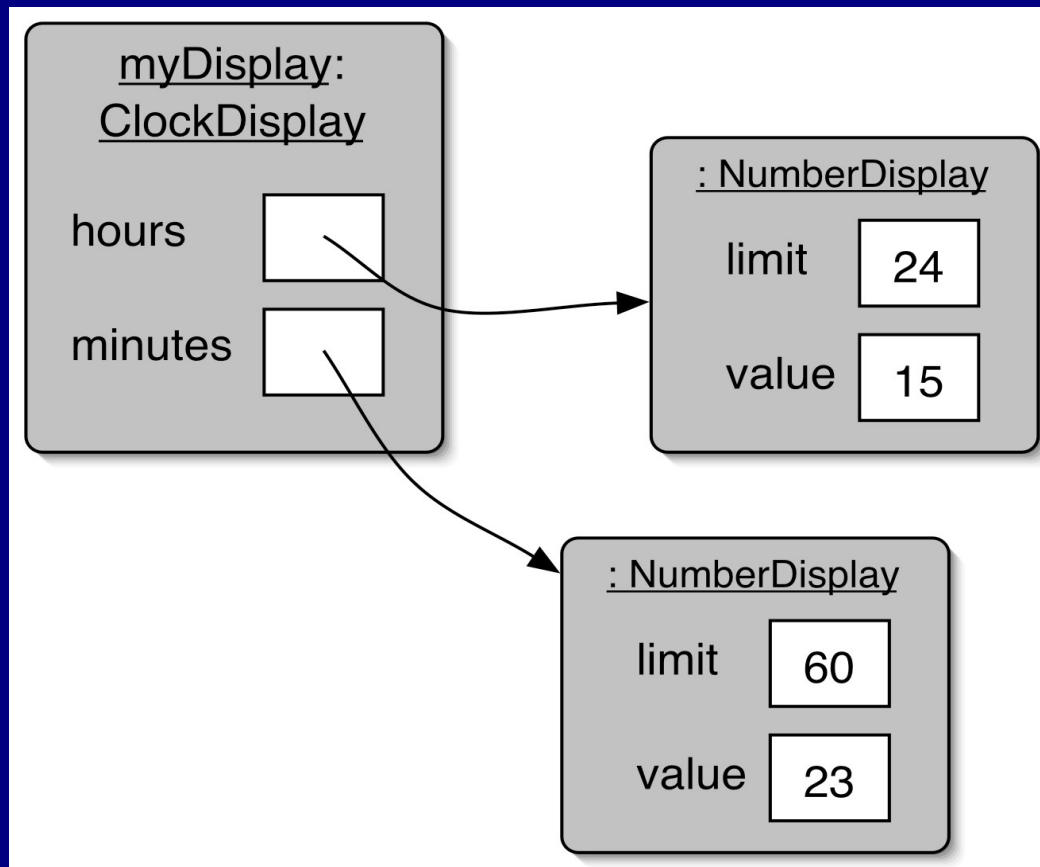 myDisplay:
ClockDisplay
hours
minutes
: NumberDisplay
limit 24
value 15
: NumberDisplay
limit 60
value 23